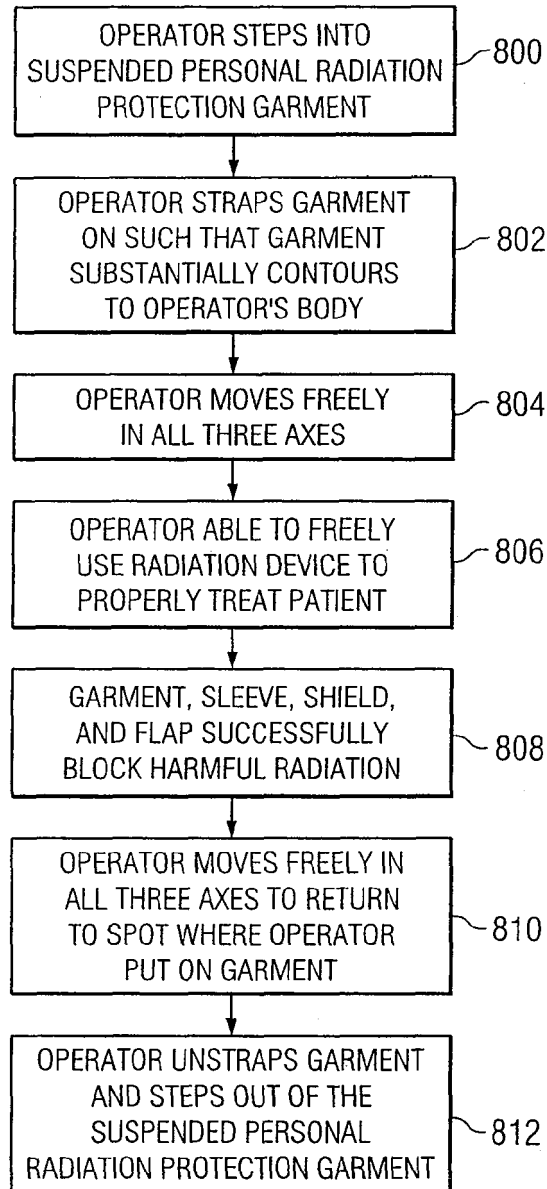 OPERATOR STEPS INTO
SUSPENDED PERSONAL RADIATION
PROTECTION GARMENT
800
OPERATOR STRAPS GARMENT
ON SUCH THAT GARMENT
SUBSTANTIALLY CONTOURS
TO OPERATOR'S BODY
802
OPERATOR MOVES FREELY
IN ALL THREE AXES
804
OPERATOR ABLE TO FREELY
USE RADIATION DEVICE TO
PROPERLY TREAT PATIENT
806
GARMENT, SLEEVE, SHIELD,
AND FLAP SUCCESSFULLY
BLOCK HARMFUL RADIATION
808
OPERATOR MOVES FREELY IN
ALL THREE AXES TO RETURN
TO SPOT WHERE OPERATOR
PUT ON GARMENT
810
OPERATOR UNSTRAPS GARMENT
AND STEPS OUT OF THE
SUSPENDED PERSONAL
RADIATION PROTECTION GARMENT
812